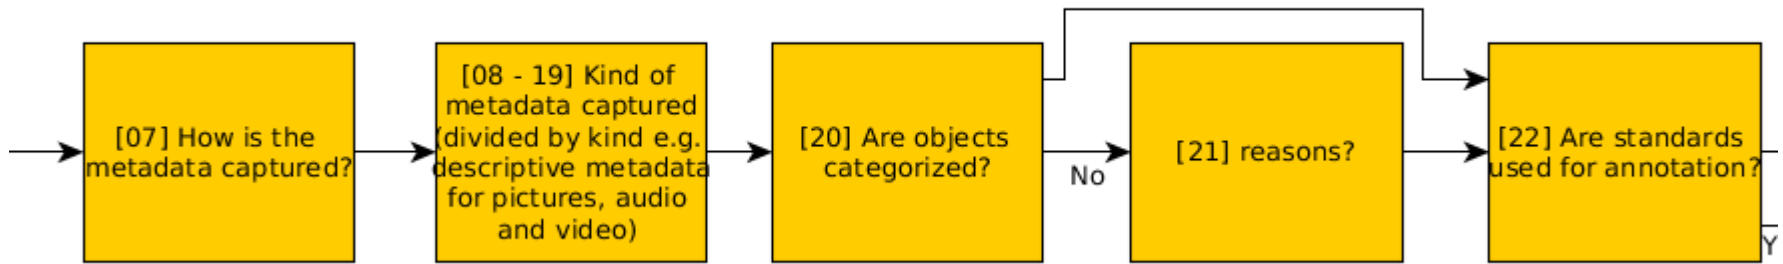 [07] How is the
metadata captured?
[08 - 19] Kind of
metadata captured
(divided by kind e.g.
descriptive metadata
for pictures, audio
and video)
[20] Are objects
categorized?
No
[21] reasons?
[22] Are standards
used for annotation?
Y